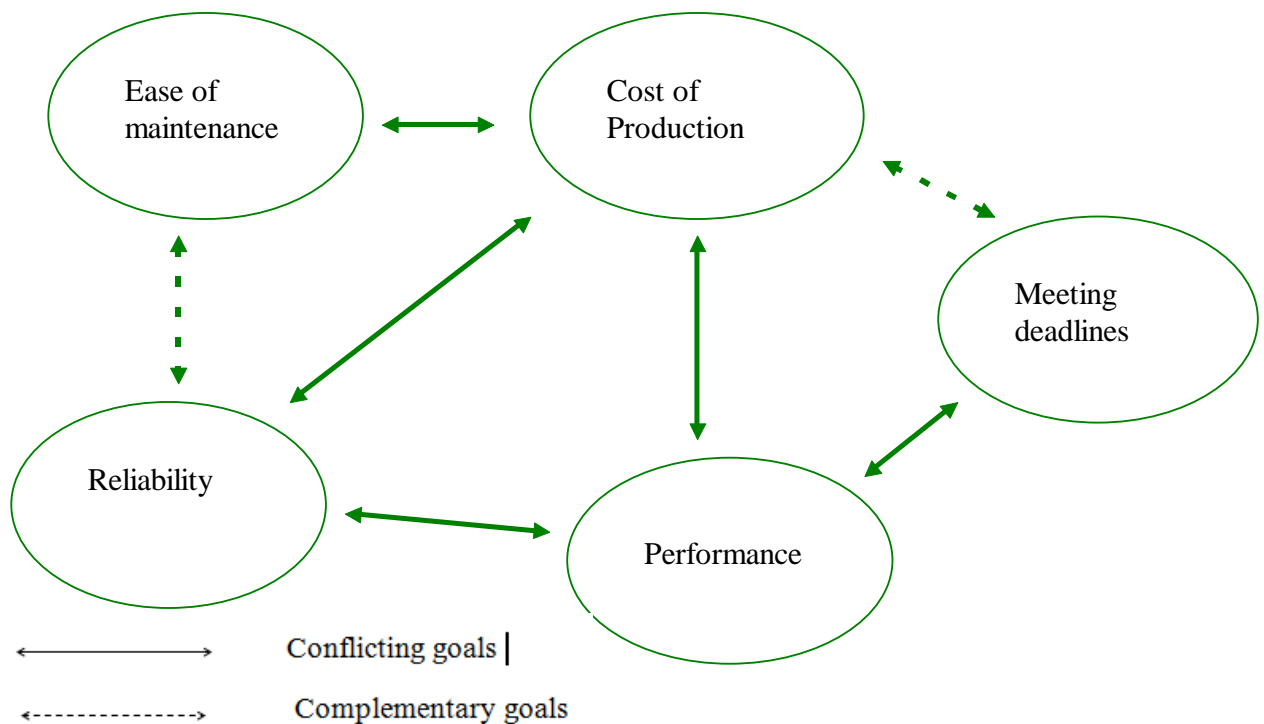 Ease of
maintenance
Cost of
Production
Meeting
deadlines
Reliability
Performance
Conflicting goals
Complementary goals